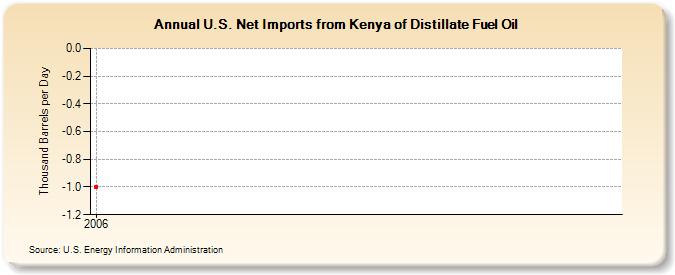 Annual U.S. Net Imports from Kenya of Distillate Fuel Oil
Thousand Barrels per Day
0.0
-0.2
-0.4
-0.6
-0.8
-1.0
-1.2
2006
Source: U.S. Energy Information Administration